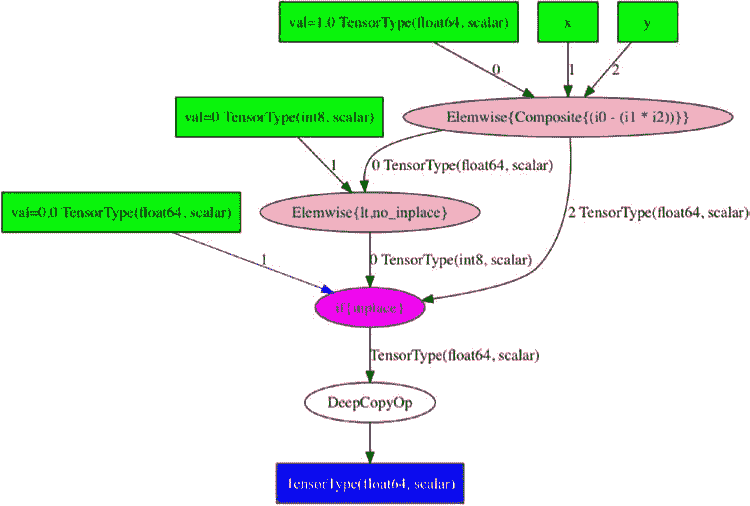 val=1.0 TensorType(float64, scalar)
x
y
0
1
2
val=0 TensorType(int8, scalar)
Elemwise{Composite{(i0 - (i1 * i2))}}
1
0 TensorType(float64, scalar)
val=0.0 TensorType(float64, scalar)
Elemwise{lt,no_inplace}
2 TensorType(float64, scalar)
1
0 TensorType(int8, scalar)
if{inplace}
TensorType(float64, scalar)
DeepCopyOp
TensorType(float64, scalar)